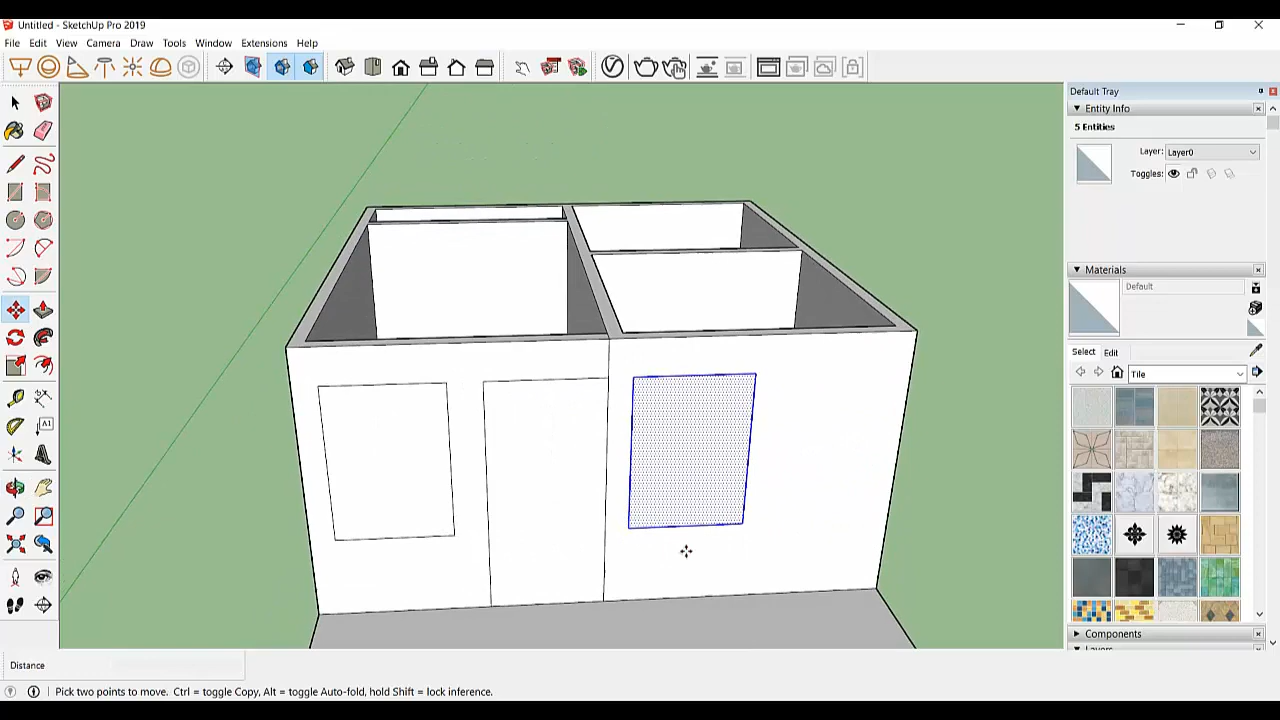 Untitled - SketchUp Pro 2019
File Edit View Camera Draw Tools Window Extensions Help
Default Tray
Entity Info
5 Entities
Layer: Layer0
Toggles:
Materials
Default
Select Edit
Tile
A1
Components
Layers
Distance
Pick two points to move. Ctrl = toggle Copy, Alt = toggle Auto-fold, hold Shift = lock inference.